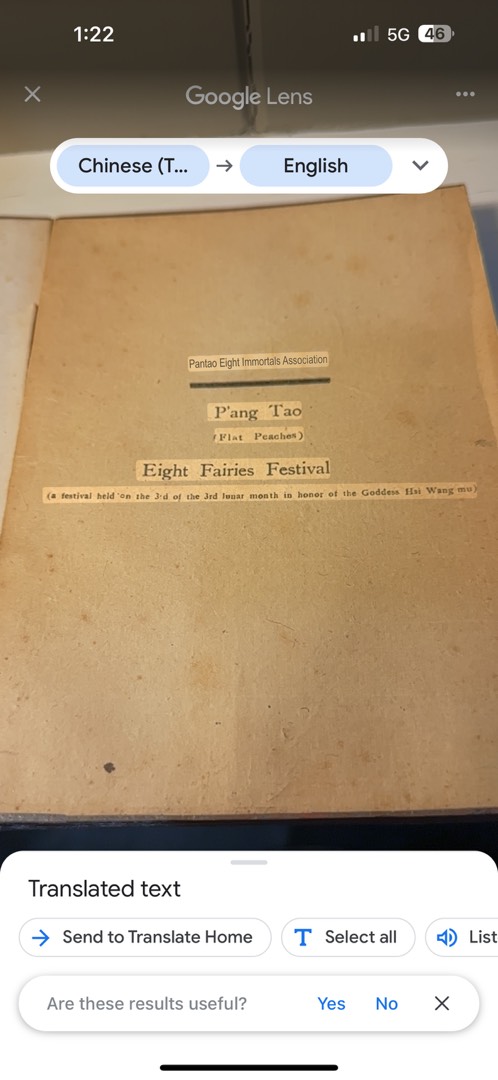 1:22
5G
46
Google Lens
Chinese (T...
English
Pantao Eight Immortals Association
P'ang Tao
(Flat Peaches)
Eight Fairies Festival
(a festival held on the 3rd of the 3rd lunar month in honor of the Goddess Hsi Wang mu)
Translated text
Send to Translate Home
Select all
List
Are these results useful?
Yes
No